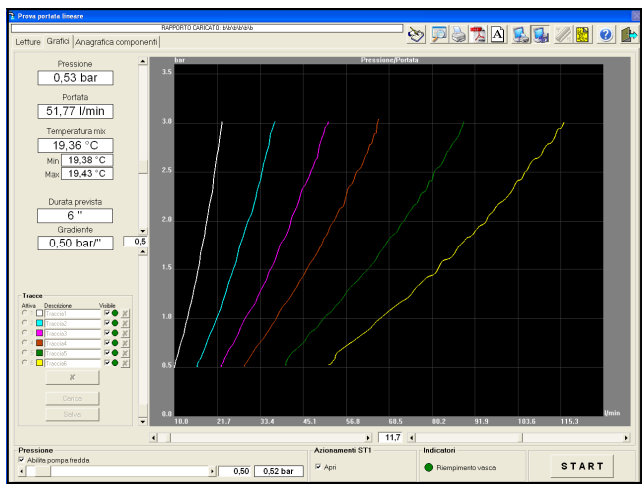 Prova portata lineare
RAPPORTO CARICATO: b\b\b\b\b\b
Letture Grafici Anagrafica componenti
Pressione
0,53 bar
Portata
51,77 l/min
Temperatura mix
19,36 °C
Min 19,38 °C
Max 19,43 °C
Durata prevista
6 "
Gradiente
0,50 bar/"
0,5
Tracce
Attiva Descrizione Visibile
Traccia1
Traccia2
Traccia3
4 Traccia4
Traccia5
Traccia6
Carica
Salva
bar
Pressione/Portata
3.5
3.0
2.5
2.0
1.5
1.0
0.5
0.0
10.0 21.7 33.4 45.1 56.8 68.5 80.2 91.9 103.6 115.3
l/min
11,7
Pressione
Abilita pompa fredda
0,50 0,52 bar
Azionamenti ST1
Apri
Indicatori
Riempimento vasca
START